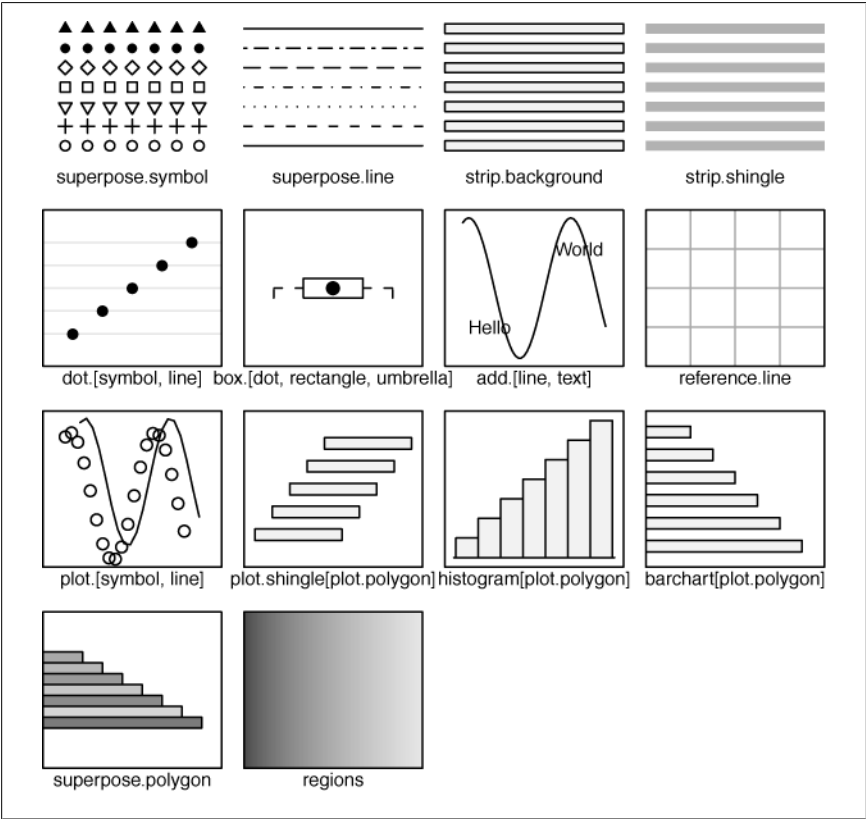 superpose.symbol
superpose.line
strip.background
strip.shingle
World
Hello
dot.[symbol, line]
box.[dot, rectangle, umbrella]
add.[line, text]
reference.line
plot.[symbol, line]
plot.shingle[plot.polygon]
histogram[plot.polygon]
barchart[plot.polygon]
superpose.polygon
regions